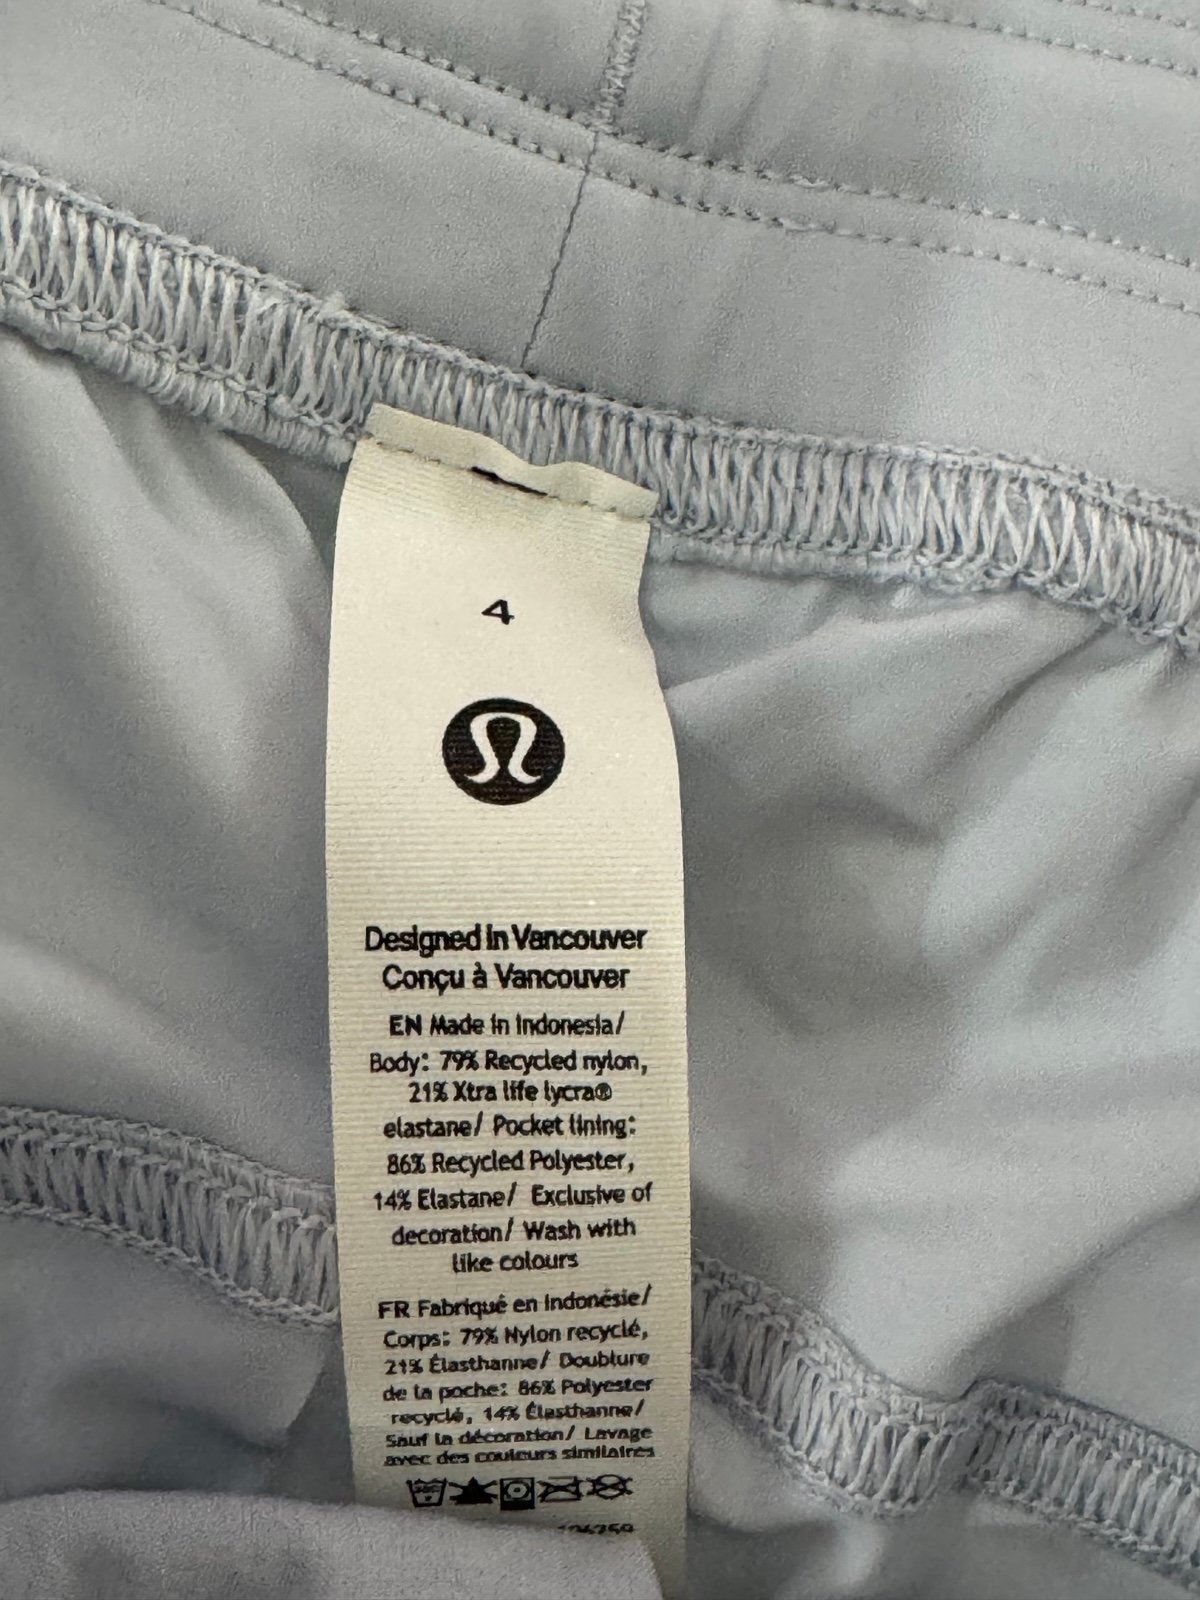 4
Designed in Vancouver
Conçu à Vancouver
EN Made in Indonesia/
Body: 79% Recycled nylon,
21% Xtra life lycra®
elastane/ Pocket lining:
86% Recycled Polyester,
14% Elastane/ Exclusive of
decoration/ Wash with
like colours
FR Fabriqué en Indonésie/
Corps: 79% Nylon recyclé,
21% Élasthanne/ Doublure
de la poche: 86% Polyester
recyclé, 14% Élasthanne/
Sauf la décoration/ Lavage
avec des couleurs similaires